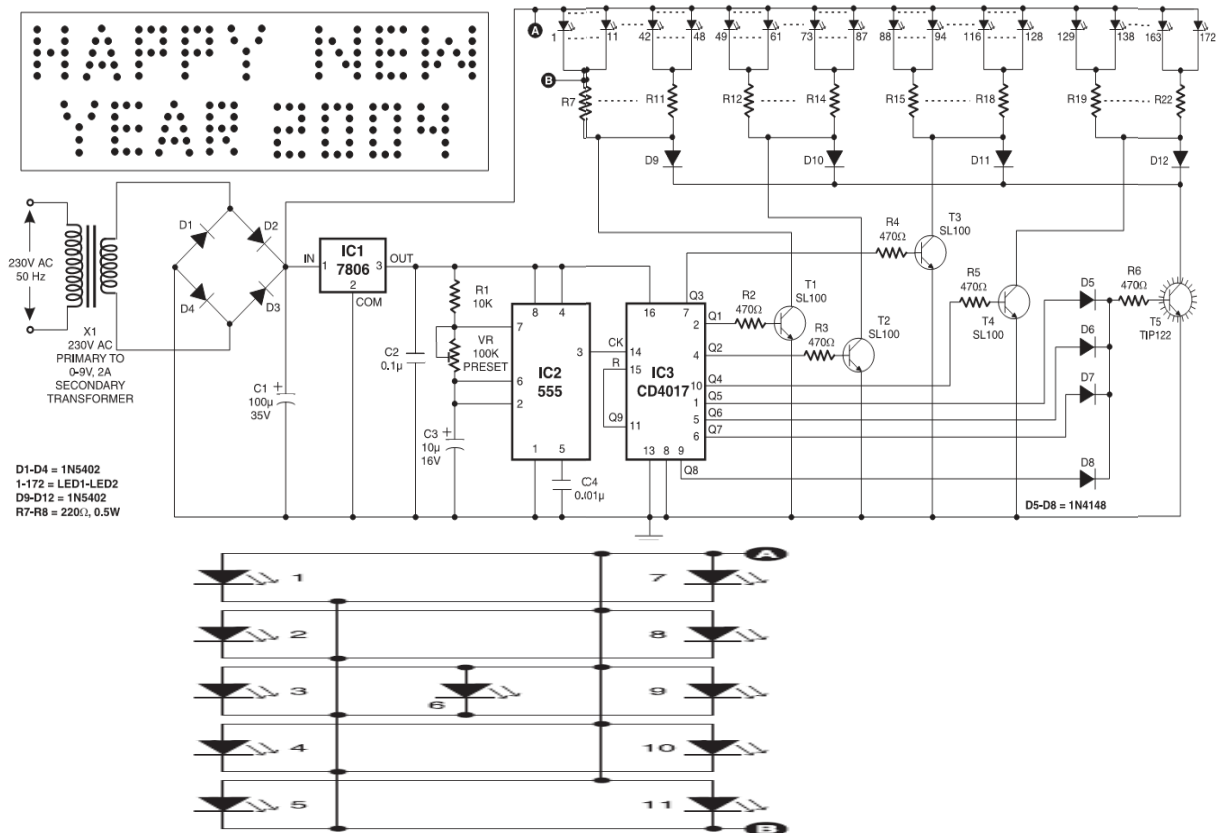 HAPPY NEW
YEAR 2004
A
1 11 42 48 49 61 73 87 88 94 116 128 129 138 163 172
B
R7 R11 R12 R14 R15 R18 R19 R22
D9 D10 D11 D12
230V AC
50 Hz
X1
230V AC
PRIMARY TO
0-9V, 2A
SECONDARY
TRANSFORMER
D1 D2
D4 D3
C1
100µ
35V
IN 1
IC1
7806
3 OUT
2
COM
C2
0.1µ
R1
10K
VR
100K
PRESET
C3
10µ
16V
8 4
7
6
2
3
IC2
555
1 5
C4
0.01µ
CK
R
Q9
16 7
14
15
11
IC3
CD4017
13 8 9
2
4
10
1
5
6
Q3
Q1
Q2
Q4
Q5
Q6
Q7
Q8
R2
470Ω
T1
SL100
R3
470Ω
T2
SL100
R4
470Ω
T3
SL100
R5
470Ω
T4
SL100
D5
D6
D7
D8
R6
470Ω
T5
TIP122
D5-D8 = 1N4148
D1-D4 = 1N5402
1-172 = LED1-LED2
D9-D12 = 1N5402
R7-R8 = 220Ω, 0.5W
A
1 7
2 8
3 6 9
4 10
5 11
B